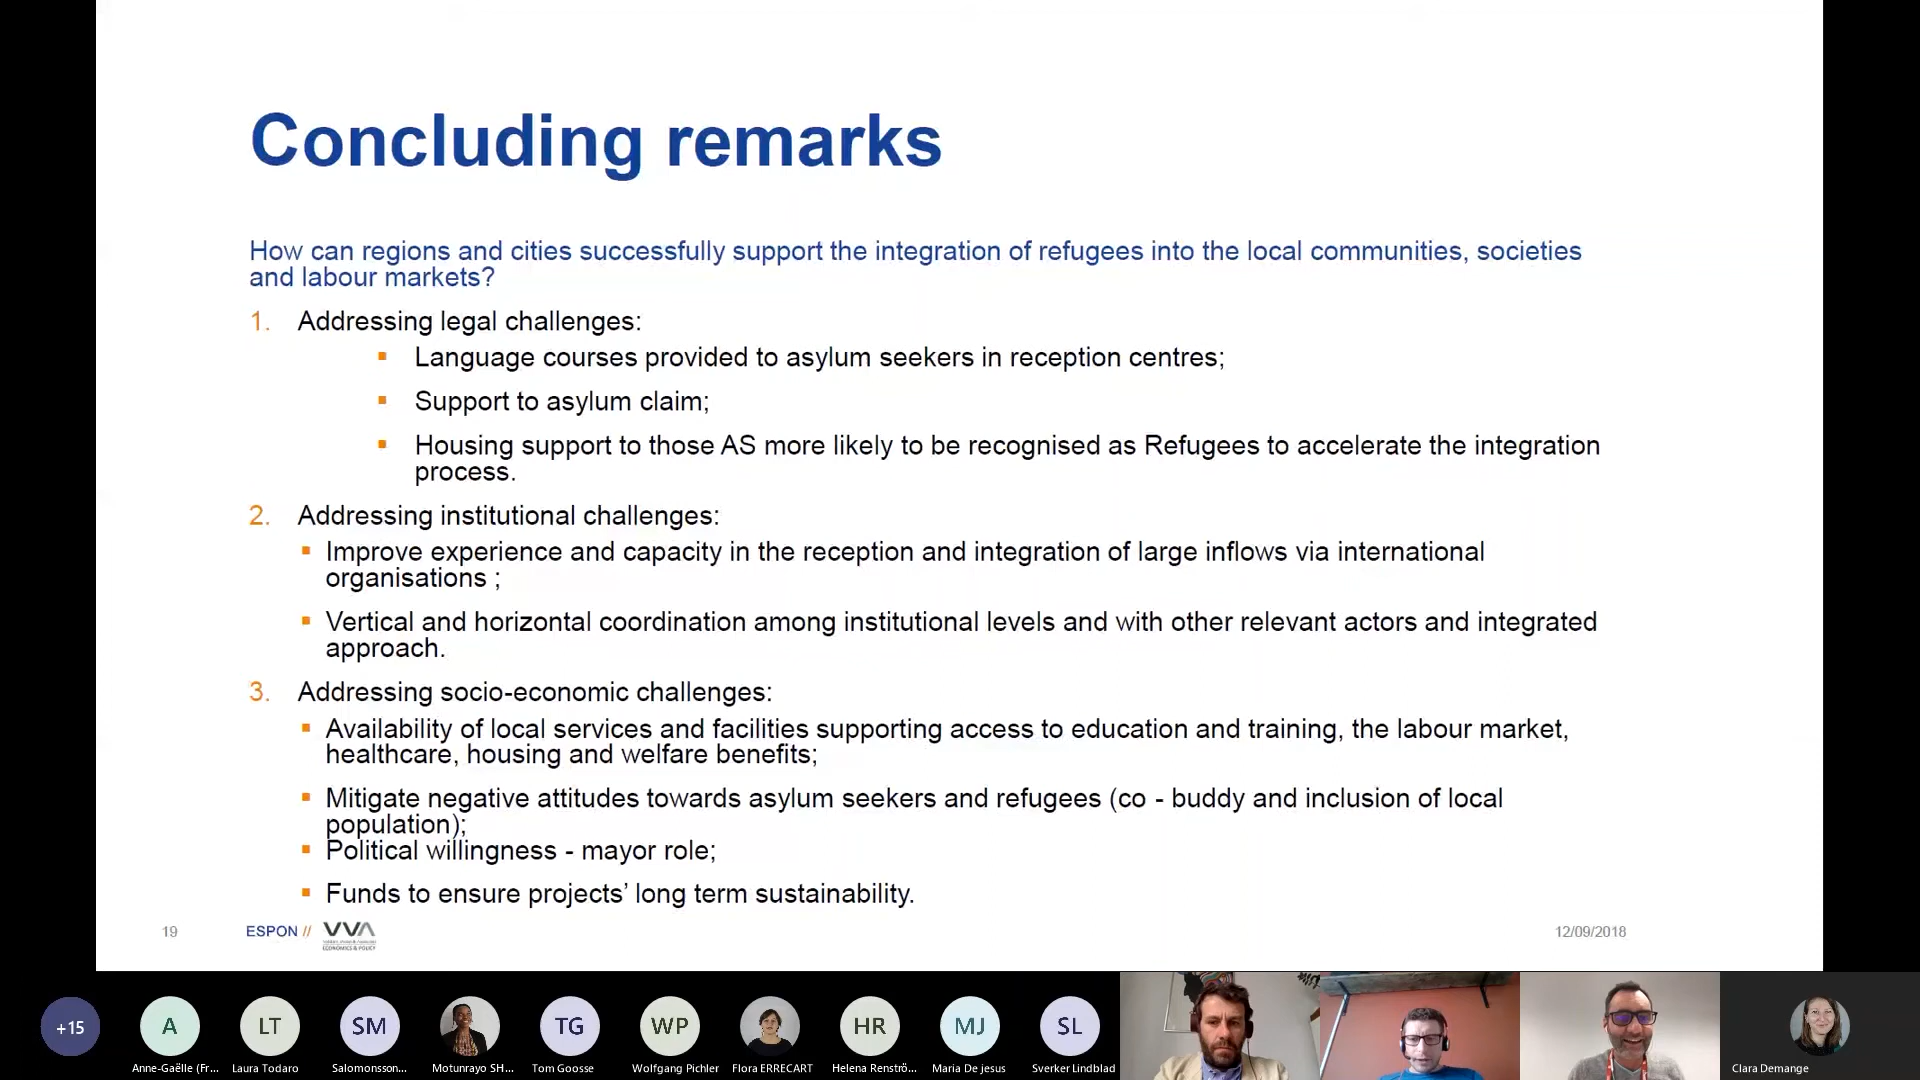 Concluding remarks
How can regions and cities successfully support the integration of refugees into the local communities, societies
and labour markets?
1. Addressing legal challenges:
▪ Language courses provided to asylum seekers in reception centres;
▪ Support to asylum claim;
▪ Housing support to those AS more likely to be recognised as Refugees to accelerate the integration
process.
2. Addressing institutional challenges:
▪ Improve experience and capacity in the reception and integration of large inflows via international
organisations ;
▪ Vertical and horizontal coordination among institutional levels and with other relevant actors and integrated
approach.
3. Addressing socio-economic challenges:
▪ Availability of local services and facilities supporting access to education and training, the labour market,
healthcare, housing and welfare benefits;
▪ Mitigate negative attitudes towards asylum seekers and refugees (co - buddy and inclusion of local
population);
▪ Political willingness - mayor role;
▪ Funds to ensure projects’ long term sustainability.
19 ESPON // VVA 12/09/2018
ECONOMICS & POLICY
+15 A LT SM TG WP HR MJ SL
Anne-Gaëlle (Fr... Laura Todaro Salomonsson... Motunrayo SH... Tom Goosse Wolfgang Pichler Flora ERRECART Helena Renströ... Maria De jesus Sverker Lindblad Clara Demange